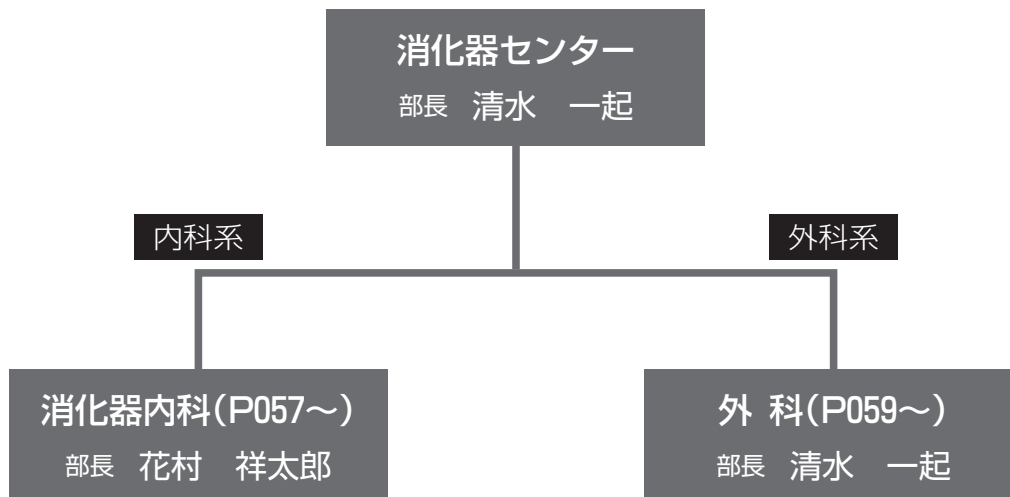 消化器センター
部長 清水　一起
内科系
外科系
消化器内科(P057〜)
部長 花村　祥太郎
外 科(P059〜)
部長 清水　一起